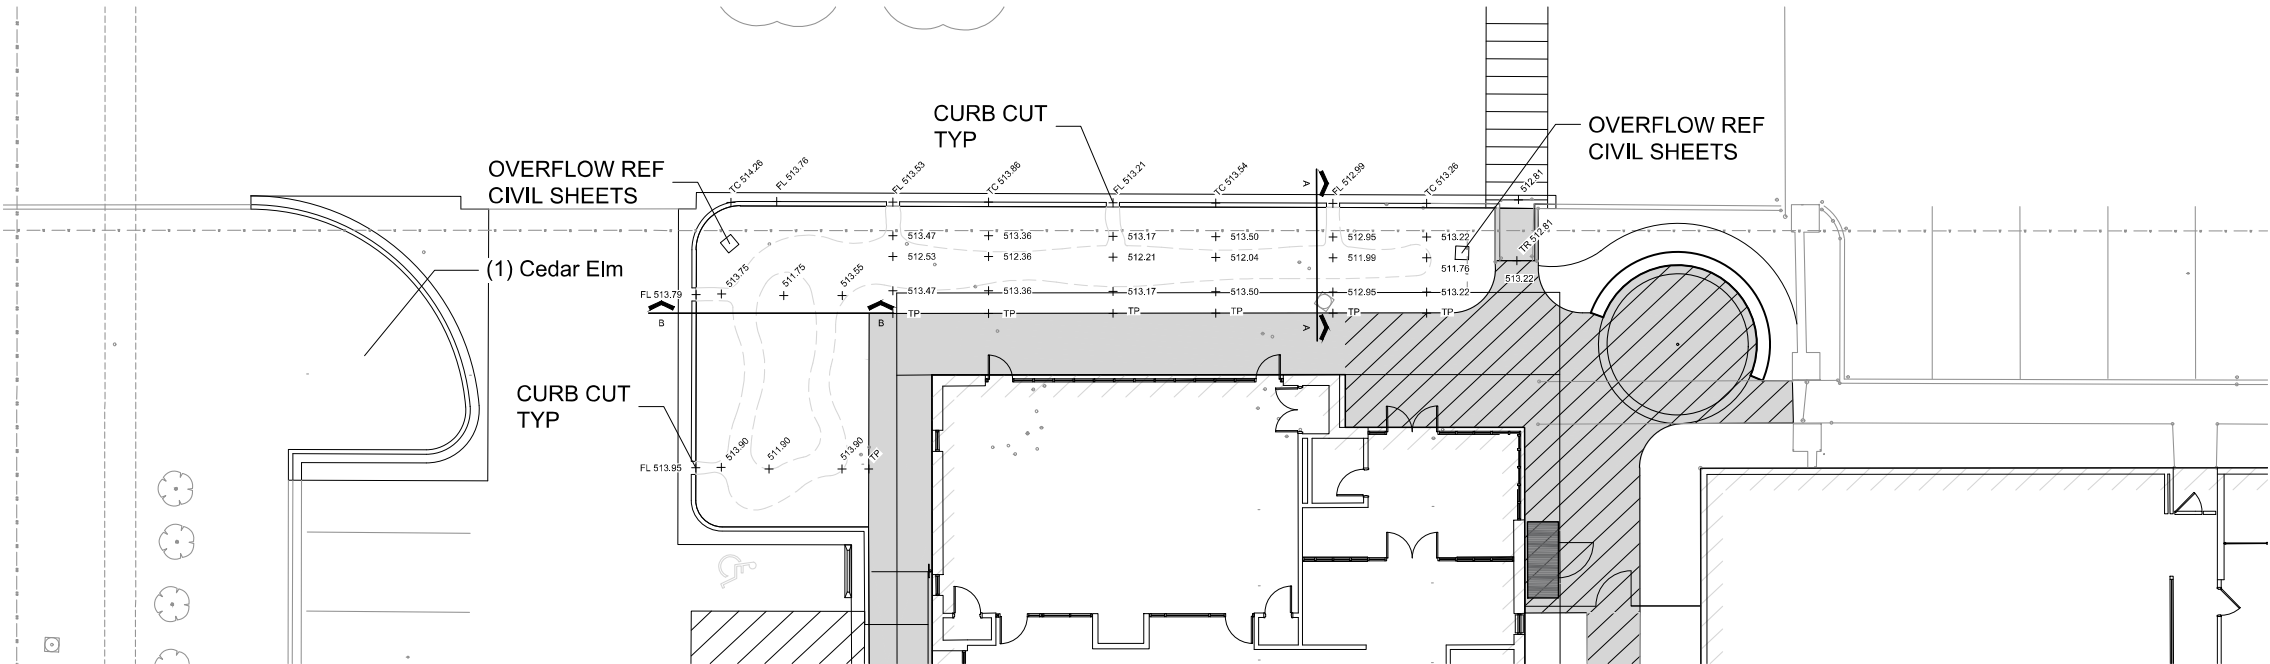 CURB CUT
TYP
OVERFLOW REF
CIVIL SHEETS
OVERFLOW REF
CIVIL SHEETS
(1) Cedar Elm
TC 514.26
FL 513.76
FL 513.53
TC 513.86
FL 513.21
TC 513.54
A
FL 512.99
TC 513.26
512.81
513.47
513.36
513.17
513.50
512.95
513.22
TR 512.81
512.53
512.36
512.21
512.04
511.99
511.76
513.22
FL 513.79
513.75
511.75
513.55
513.47
513.36
513.17
513.50
512.95
513.22
B
B
TP
TP
TP
TP
TP
TP
A
CURB CUT
TYP
FL 513.95
513.90
511.90
513.90
TP